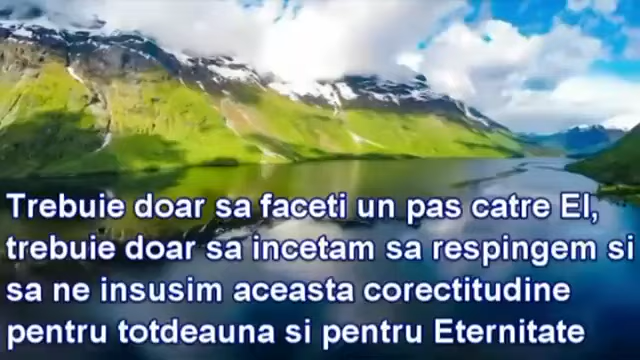 Trebuie doar sa faceti un pas catre El,
trebuie doar sa incetam sa respingem si
sa ne insusim aceasta corectitudine
pentru totdeauna si pentru Eternitate